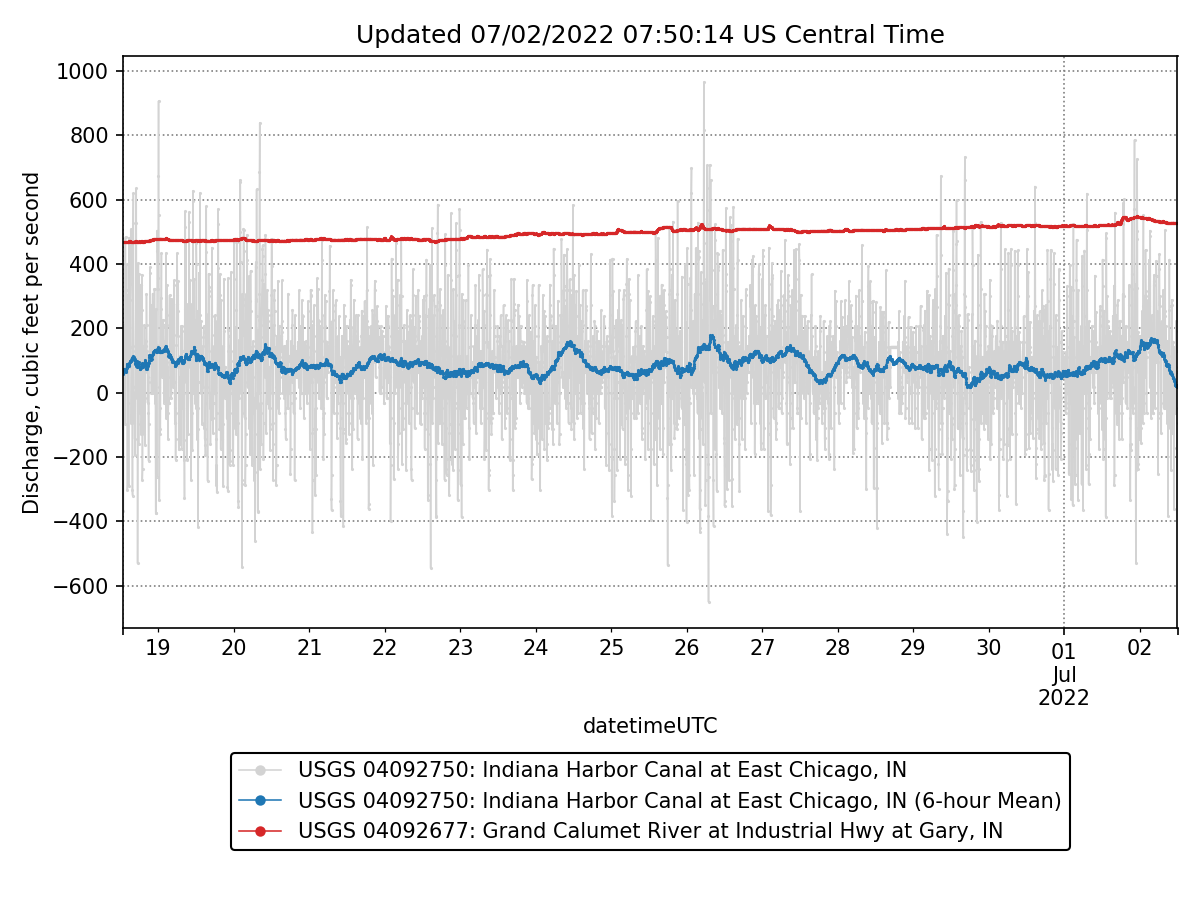 Updated 07/02/2022 07:50:14 US Central Time
Discharge, cubic feet per second
1000
800
600
400
200
0
−200
−400
−600
19 20 21 22 23 24 25 26 27 28 29 30 01 02
Jul
2022
datetimeUTC
USGS 04092750: Indiana Harbor Canal at East Chicago, IN
USGS 04092750: Indiana Harbor Canal at East Chicago, IN (6-hour Mean)
USGS 04092677: Grand Calumet River at Industrial Hwy at Gary, IN